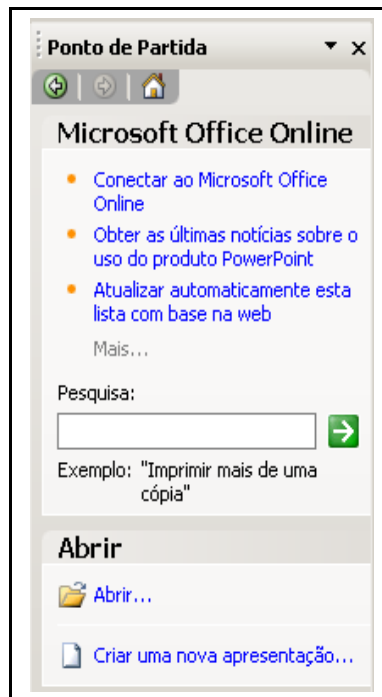 Ponto de Partida
Microsoft Office Online
Conectar ao Microsoft Office
Online
Obter as últimas notícias sobre o
uso do produto PowerPoint
Atualizar automaticamente esta
lista com base na web
Mais...
Pesquisa:
Exemplo: "Imprimir mais de uma
cópia"
Abrir
Abrir...
Criar uma nova apresentação...